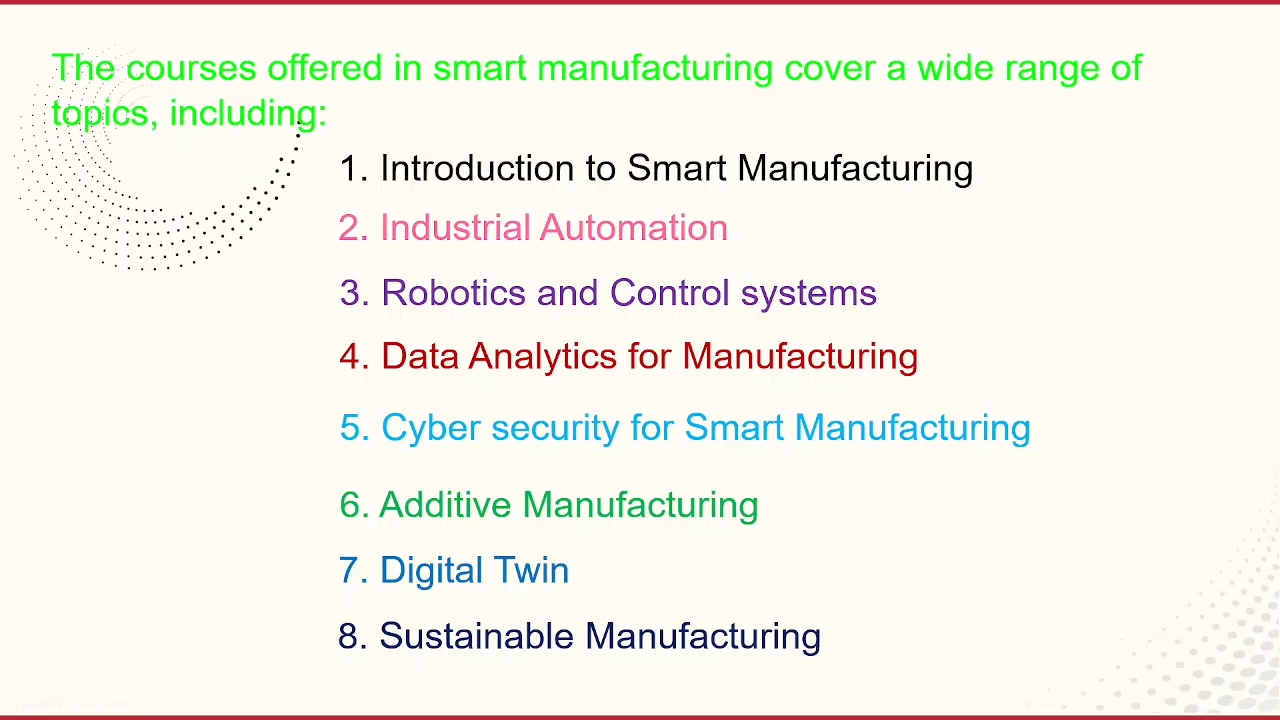 The courses offered in smart manufacturing cover a wide range of
topics, including:
1. Introduction to Smart Manufacturing
2. Industrial Automation
3. Robotics and Control systems
4. Data Analytics for Manufacturing
5. Cyber security for Smart Manufacturing
6. Additive Manufacturing
7. Digital Twin
8. Sustainable Manufacturing